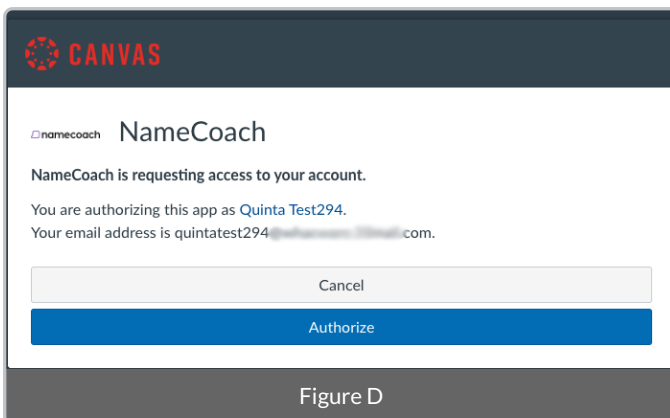 CANVAS
namecoach NameCoach
NameCoach is requesting access to your account.
You are authorizing this app as Quinta Test294.
Your email address is quintatest294 com.
Cancel
Authorize
Figure D